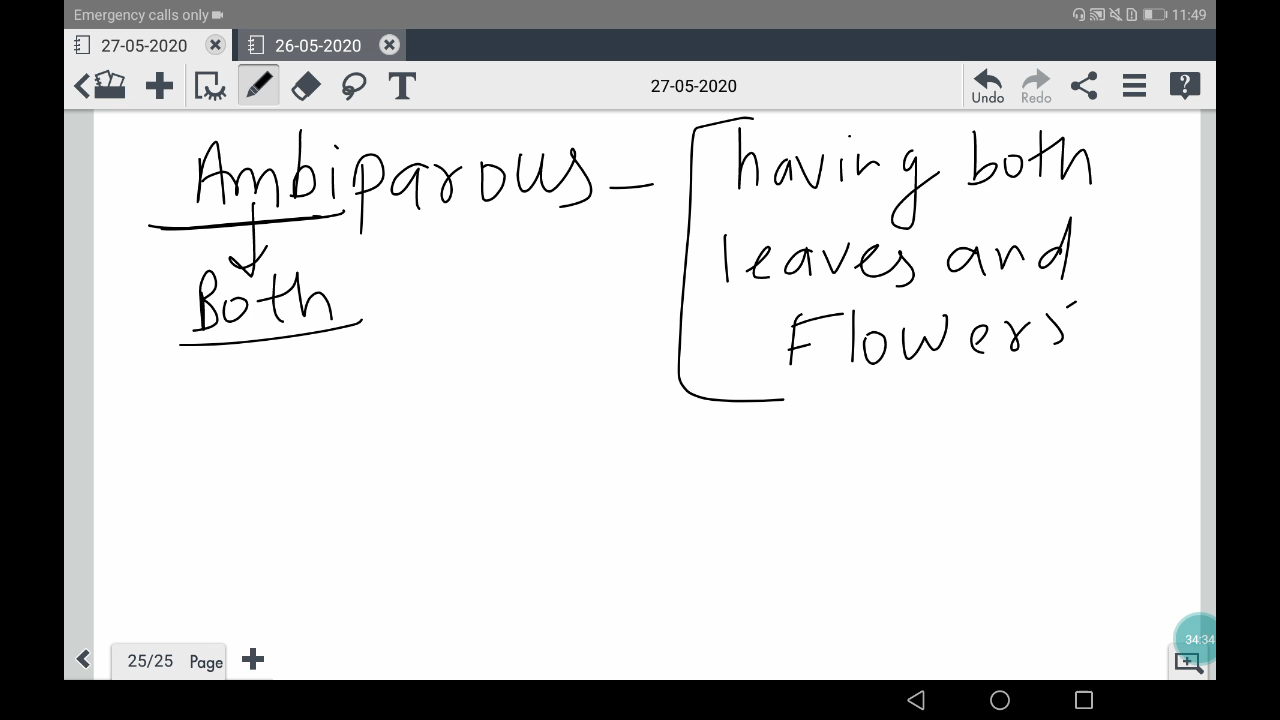 Emergency calls only 11:49
27-05-2020 26-05-2020
27-05-2020 Undo Redo
Ambiparous – having both
leaves and
Flowers
Both
34:34
25/25 Page